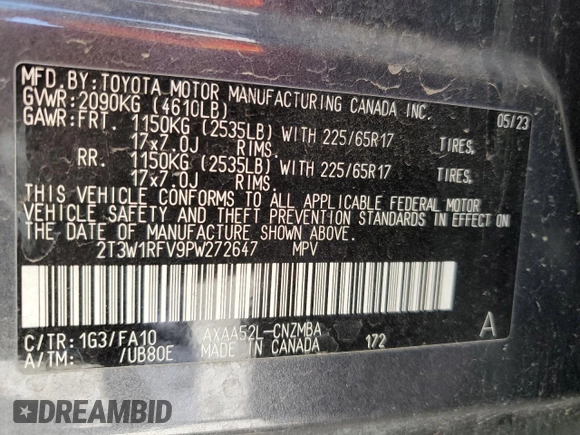 MFD.BY:TOYOTA MOTOR MANUFACTURING CANADA INC.
GVWR:2090KG (4610LB) 05/23
GAWR:FRT. 1150KG (2535LB) WITH 225/65R17 TIRES,
17x7.0J RIMS,
RR. 1150KG (2535LB) WITH 225/65R17 TIRES,
17x7.0J RIMS.
THIS VEHICLE CONFORMS TO ALL APPLICABLE FEDERAL MOTOR
VEHICLE SAFETY AND THEFT PREVENTION STANDARDS IN EFFECT ON
THE DATE OF MANUFACTURE SHOWN ABOVE.
2T3W1RFV9PW272647 MPV
C/TR:1G3/FA10 AXAA52L-CNZMBA A
A/TM: /UB80E MADE IN CANADA 172
DREAMBID